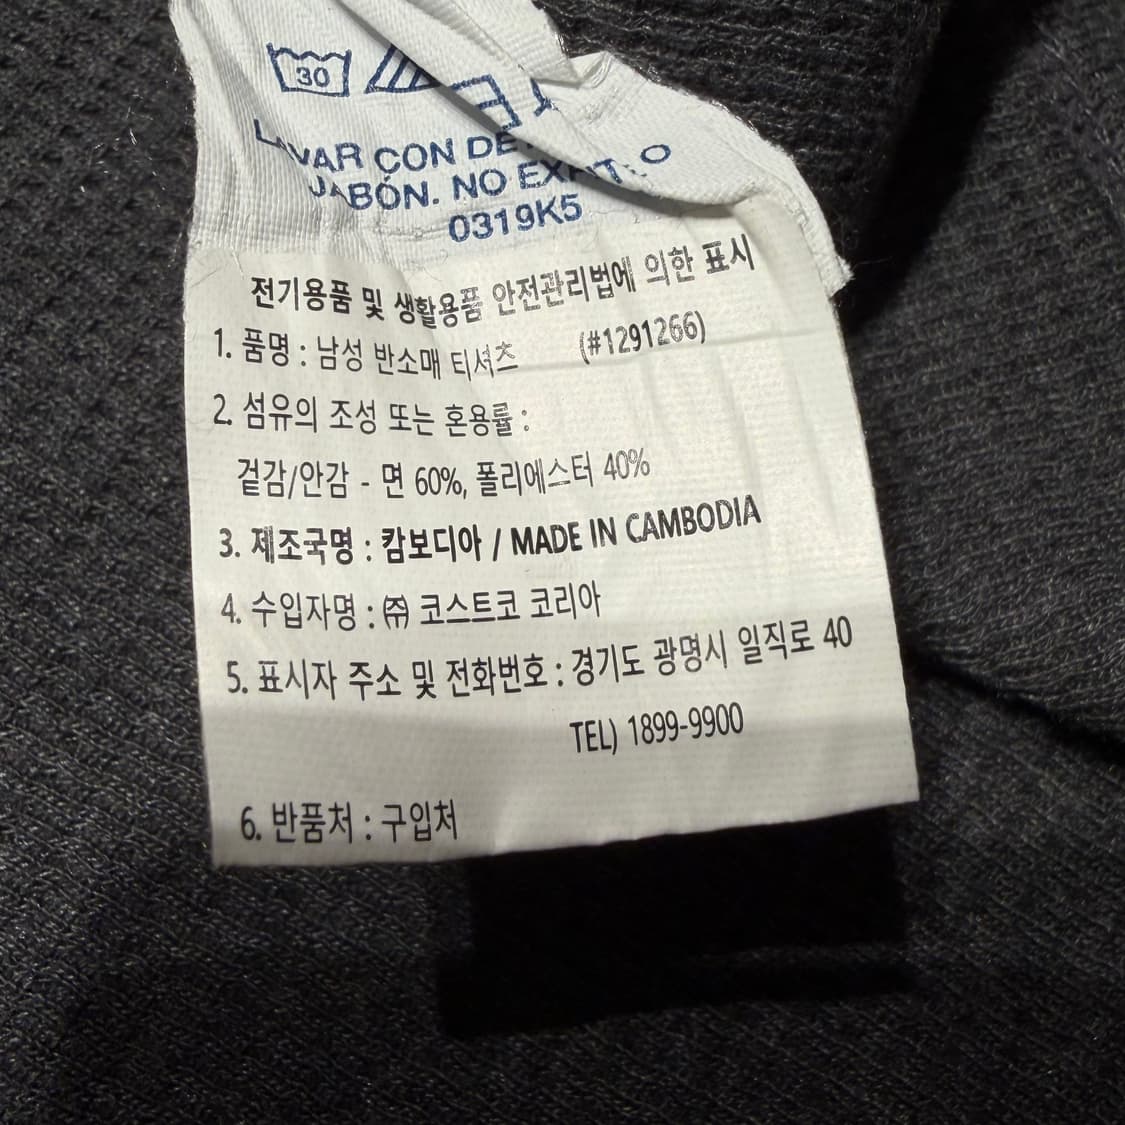 30
LAVAR CON DE
JABÓN. NO
0319K5
전기용품 및 생활용품 안전관리법에 의한 표시
1. 품명 : 남성 반소매 티셔츠 (#1291266)
2. 섬유의 조성 또는 혼용률 :
겉감/안감 - 면 60%, 폴리에스터 40%
3. 제조국명 : 캄보디아 / MADE IN CAMBODIA
4. 수입자명 : ㈜ 코스트코 코리아
5. 표시자 주소 및 전화번호 : 경기도 광명시 일직로 40
TEL) 1899-9900
6. 반품처 : 구입처